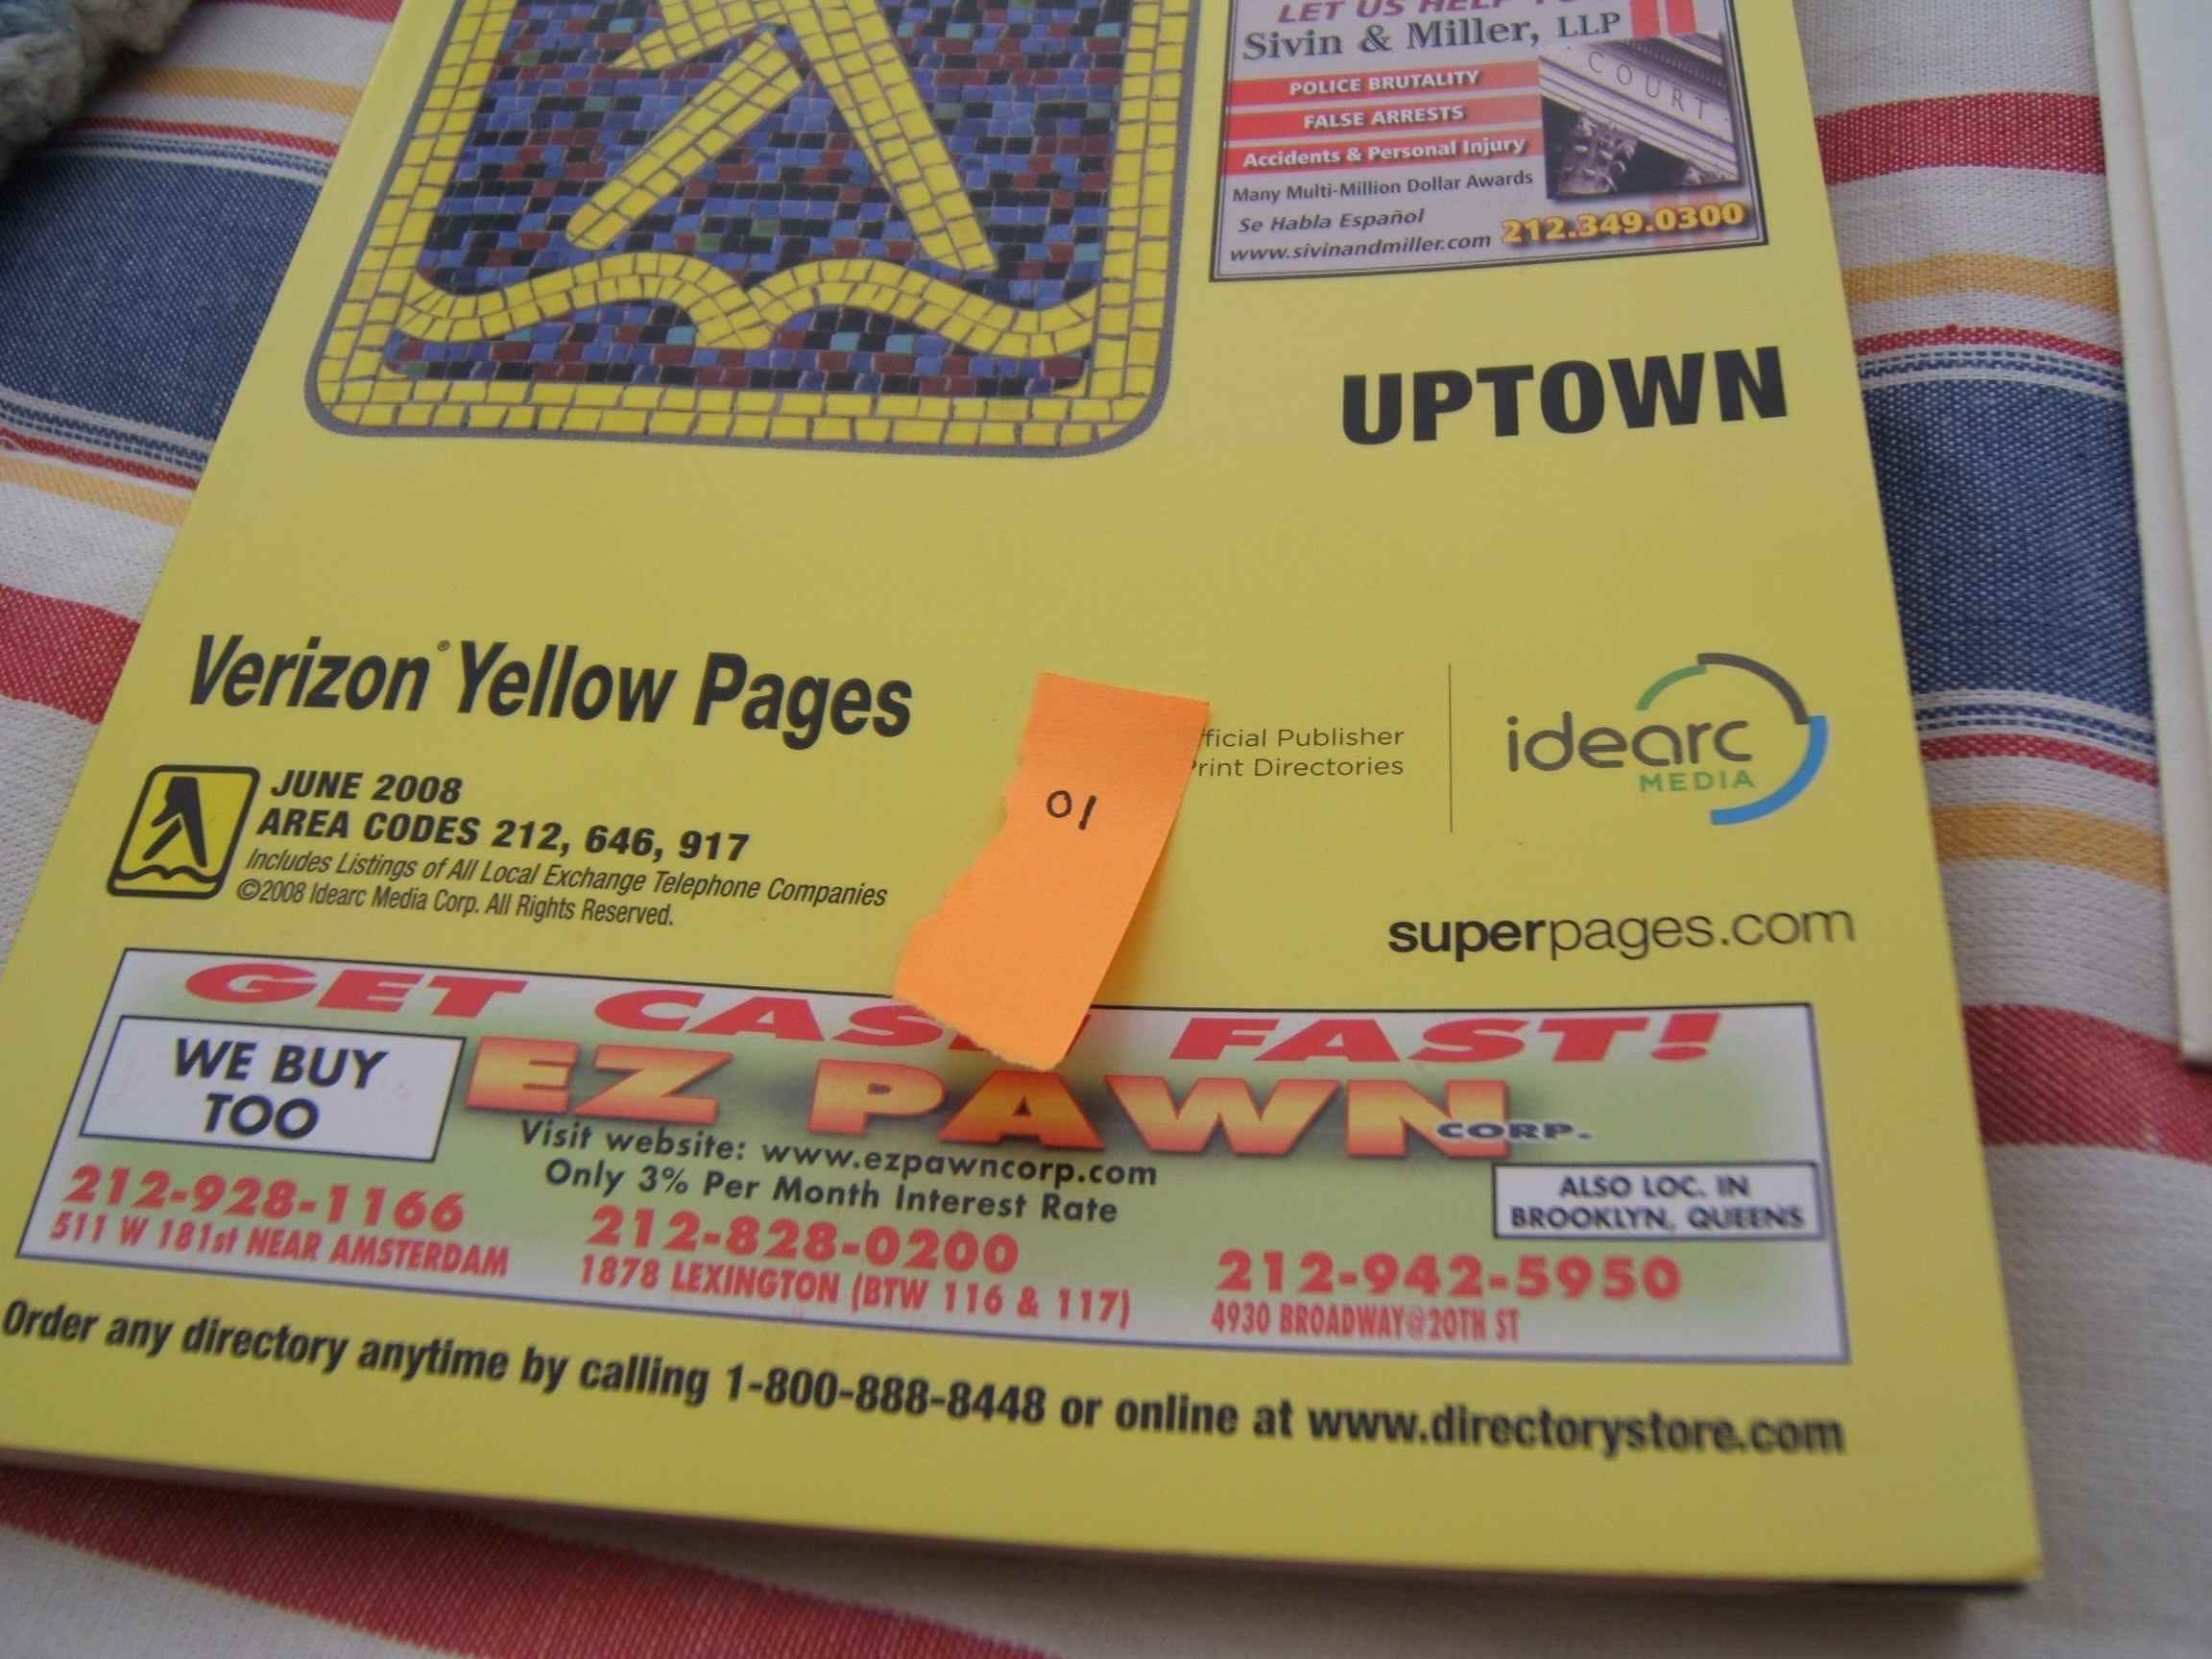 LET US HELP
Sivin & Miller, LLP
POLICE BRUTALITY
FALSE ARRESTS
Accidents & Personal Injury
Many Multi-Million Dollar Awards
Se Habla Español
www.sivinandmiller.com 212.349.0300
COURT
UPTOWN
Verizon® Yellow Pages
JUNE 2008
AREA CODES 212, 646, 917
Includes Listings of All Local Exchange Telephone Companies
©2008 Idearc Media Corp. All Rights Reserved.
01
ficial Publisher
rint Directories
idearc
MEDIA
superpages.com
GET CAS FAST!
WE BUY
TOO
EZ PAWN CORP.
Visit website: www.ezpawncorp.com
Only 3% Per Month Interest Rate
ALSO LOC. IN
BROOKLYN, QUEENS
212-928-1166
511 W 181st NEAR AMSTERDAM
212-828-0200
1878 LEXINGTON (BTW 116 & 117)
212-942-5950
4930 BROADWAY@20TH ST
Order any directory anytime by calling 1-800-888-8448 or online at www.directorystore.com